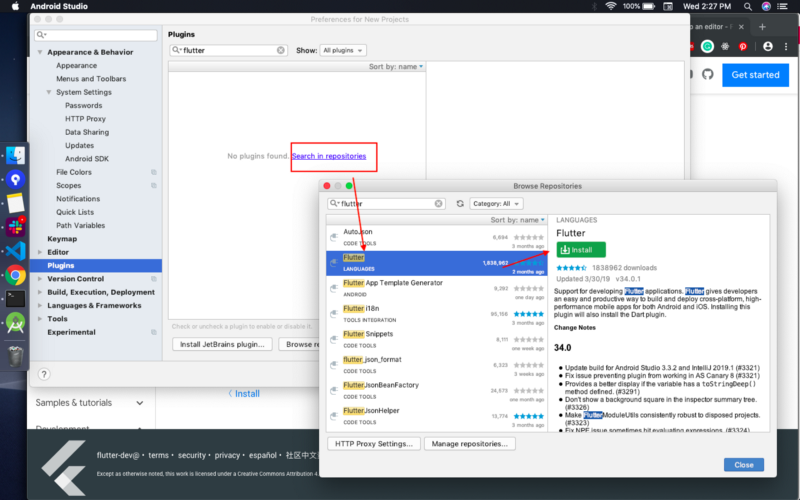 Android Studio
100%
Wed 2:27 PM
Preferences for New Projects
Appearance & Behavior
Appearance
Menus and Toolbars
System Settings
Passwords
HTTP Proxy
Data Sharing
Updates
Android SDK
File Colors
Scopes
Notifications
Quick Lists
Path Variables
Keymap
Editor
Plugins
Version Control
Build, Execution, Deployment
Languages & Frameworks
Tools
Experimental
Plugins
flutter
Show: All plugins
Sort by: name
No plugins found. Search in repositories
Check or uncheck a plugin to enable or disable it.
Install JetBrains plugin...
Browse re
o an editor -
Get started
Browse Repositories
flutter
Category: All
Sort by: name
AutoJson
CODE TOOLS
3 months ago
Flutter
LANGUAGES
1,838,962
2 months ago
Flutter App Template Generator
ANDROID
9,292
one day ago
Flutter i18n
TOOLS INTEGRATION
3 months ago
Flutter Snippets
CODE TOOLS
one week ago
flutter_json_format
CODE TOOLS
3 weeks ago
FlutterJsonBeanFactory
CODE TOOLS
one month ago
FlutterJsonHelper
CODE TOOLS
13,774
3 months ago
LANGUAGES
Flutter
Install
1838962 downloads
Updated 3/30/19 v34.0.1
Support for developing Flutter applications. Flutter gives developers
an easy and productive way to build and deploy cross-platform, high-
performance mobile apps for both Android and iOS. Installing this
plugin will also install the Dart plugin.
Change Notes
34.0
Update build for Android Studio 3.3.2 and IntelliJ 2019.1 (#3321)
Fix issue preventing plugin from working in AS Canary 8 (#3321)
Provides a better display if the variable has a toStringDeep()
method defined. (#3291)
Don't show a background square in the inspector summary tree.
(#3326)
Make FlutterModuleUtils consistently robust to disposed projects.
(#3323)
Fix NPE issue sometimes hit evaluating expressions. (#3324)
HTTP Proxy Settings...
Manage repositories...
Close
Install
Samples & tutorials
Development
flutter-dev@ • terms • security • privacy • español • 社区中文
Except as otherwise noted, this work is licensed under a Creative Commons Attribution 4.